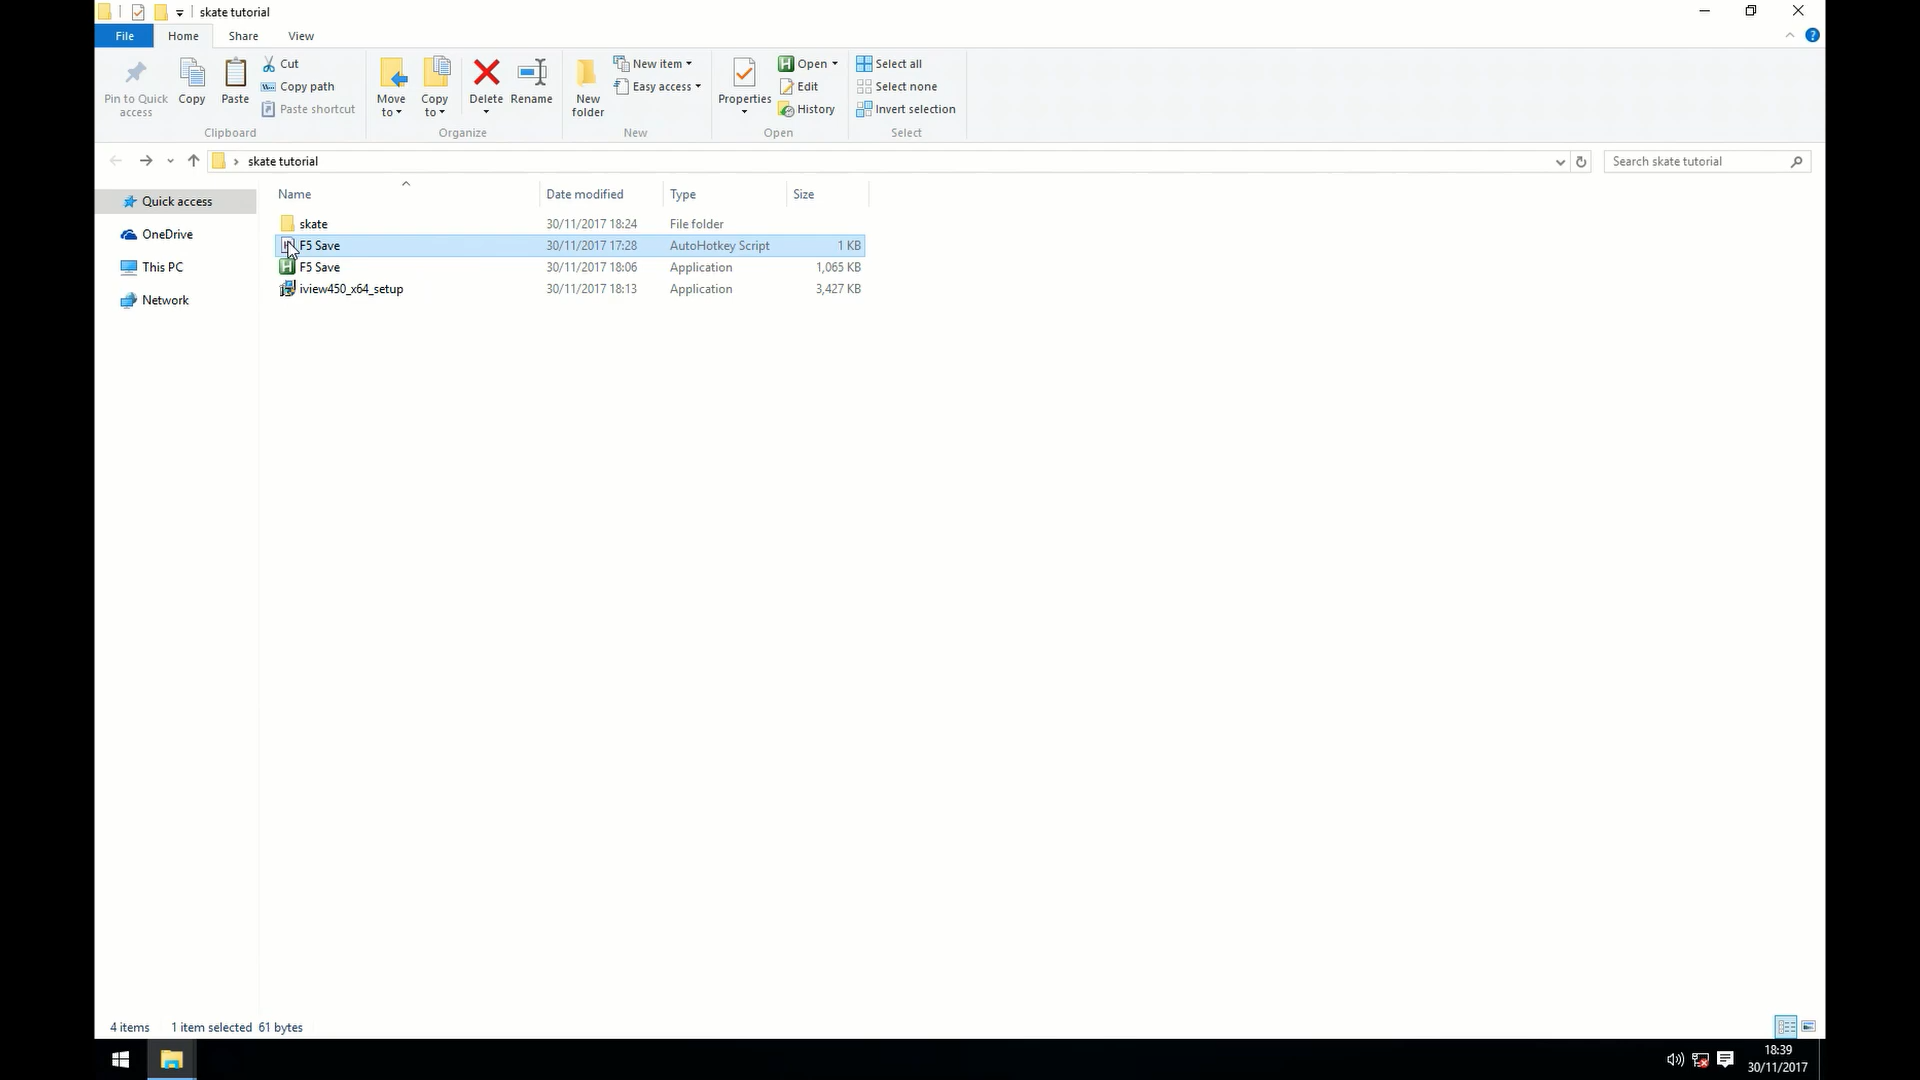 skate tutorial
File Home Share View
Pin to Quick access
Copy
Paste
Cut
Copy path
Paste shortcut
Clipboard
Move to
Copy to
Delete
Rename
Organize
New folder
New item
Easy access
New
Properties
Open
Edit
History
Open
Select all
Select none
Invert selection
Select
skate tutorial
Search skate tutorial
Quick access
OneDrive
This PC
Network
Name Date modified Type Size
skate 30/11/2017 18:24 File folder
F5 Save 30/11/2017 17:28 AutoHotkey Script 1 KB
F5 Save 30/11/2017 18:06 Application 1,065 KB
iview450_x64_setup 30/11/2017 18:13 Application 3,427 KB
4 items 1 item selected 61 bytes
18:39
30/11/2017